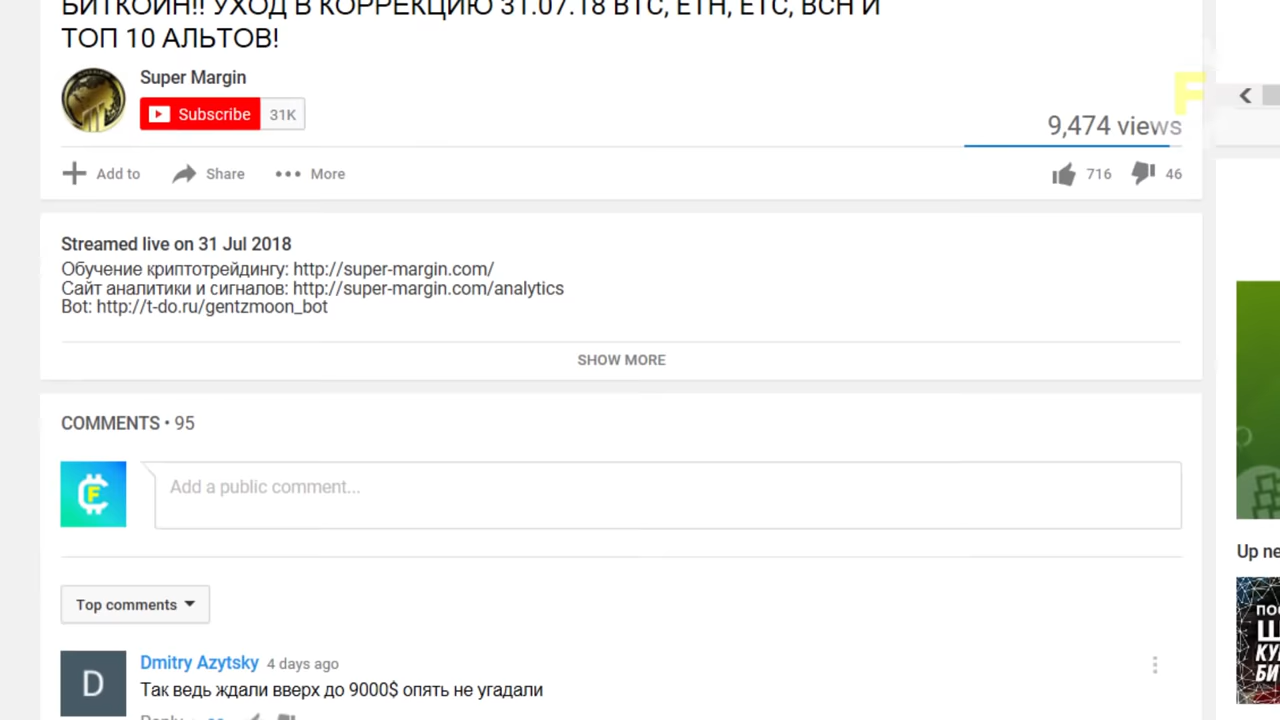 БИТКОИН!! УХОД В КОРРЕКЦИЮ 31.07.18 BTC, ETH, ETC, BCH И
ТОП 10 АЛЬТОВ!
Super Margin
Subscribe 31K
9,474 views
Add to Share More 716 46
Streamed live on 31 Jul 2018
Обучение криптотрейдингу: http://super-margin.com/
Сайт аналитики и сигналов: http://super-margin.com/analytics
Bot: http://t-do.ru/gentzmoon_bot
SHOW MORE
COMMENTS • 95
F
Add a public comment...
Up ne
Top comments
D
Dmitry Azytsky 4 days ago
Так ведь ждали вверх до 9000$ опять не угадали